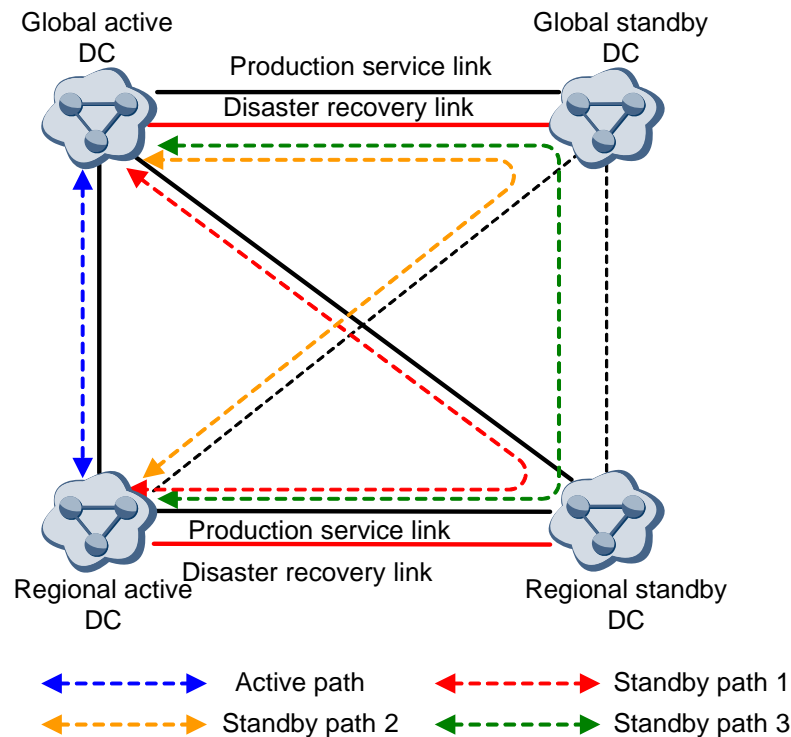 Global active
DC
Global standby
DC
Production service link
Disaster recovery link
Production service link
Disaster recovery link
Regional active
DC
Regional standby
DC
Active path
Standby path 1
Standby path 2
Standby path 3